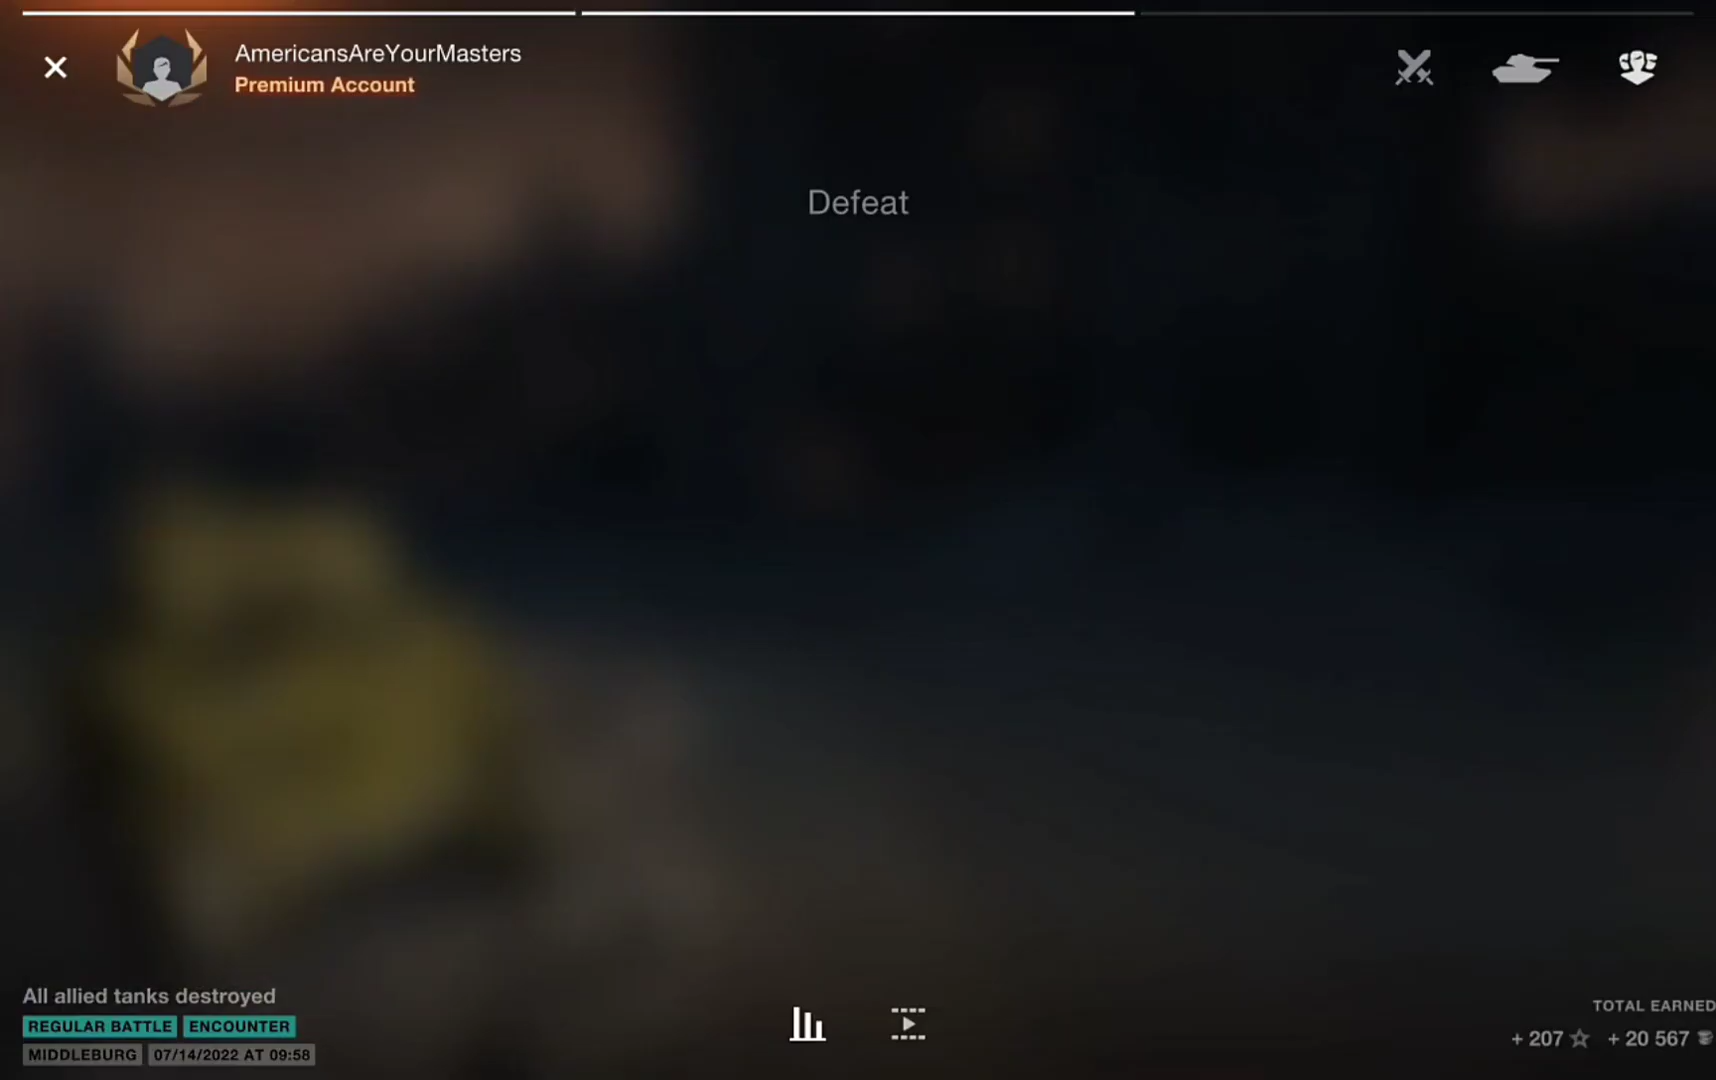 AmericansAreYourMasters
Premium Account
Defeat
All allied tanks destroyed
REGULAR BATTLE ENCOUNTER
MIDDLEBURG 07/14/2022 AT 09:58
TOTAL EARNED
+ 207 + 20 567